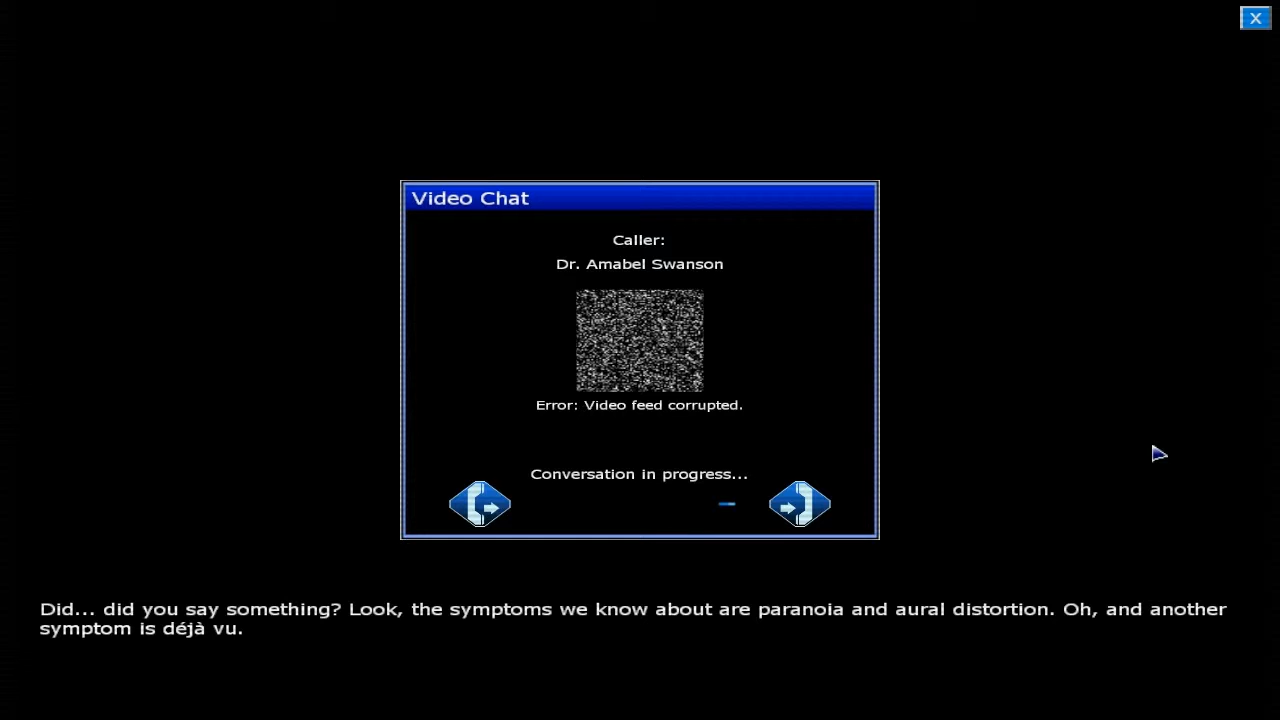 X
Video Chat
Caller:
Dr. Amabel Swanson
Error: Video feed corrupted.
Conversation in progress...
Did... did you say something? Look, the symptoms we know about are paranoia and aural distortion. Oh, and another
symptom is déjà vu.